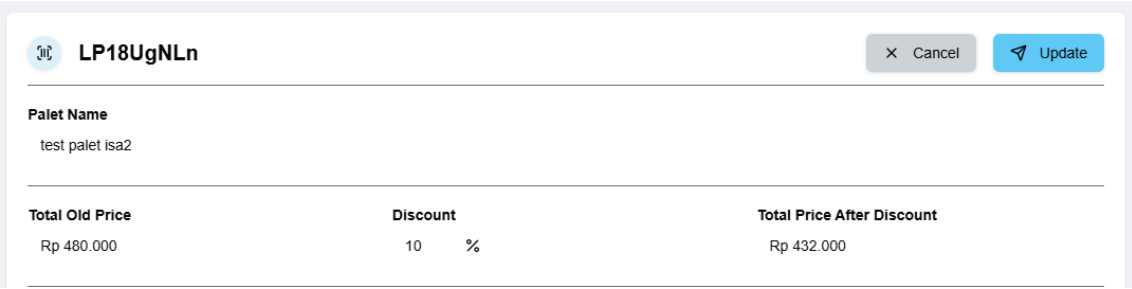 LP18UgNLn
Cancel
Update
Palet Name
test palet isa2
Total Old Price Discount Total Price After Discount
Rp 480.000 10 % Rp 432.000